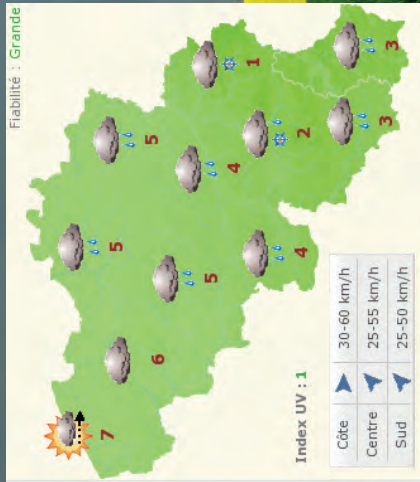 Fiabilité : Grande
7
5
5
6
5
4
1
Index UV : 1
4
2
Côte 30-60 km/h
Centre 25-55 km/h
3
3
Sud 25-50 km/h